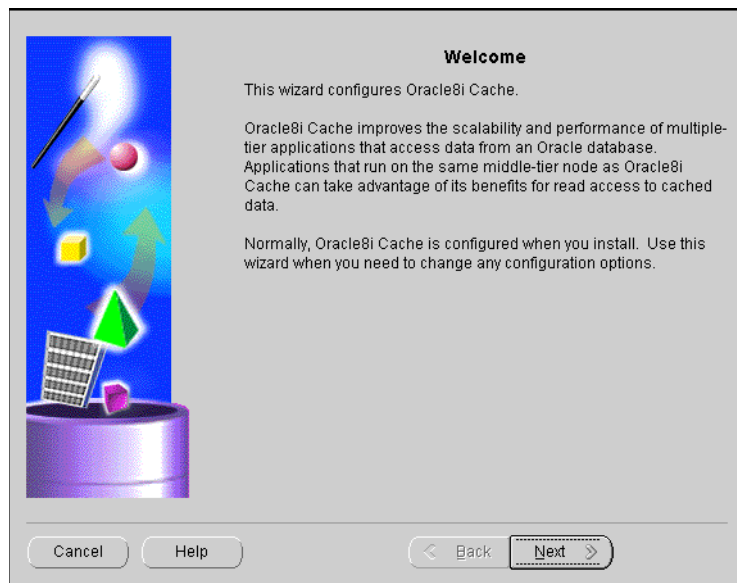 Welcome
This wizard configures Oracle8i Cache.
Oracle8i Cache improves the scalability and performance of multiple-
tier applications that access data from an Oracle database.
Applications that run on the same middle-tier node as Oracle8i
Cache can take advantage of its benefits for read access to cached
data.
Normally, Oracle8i Cache is configured when you install.  Use this
wizard when you need to change any configuration options.
Cancel
Help
Back
Next